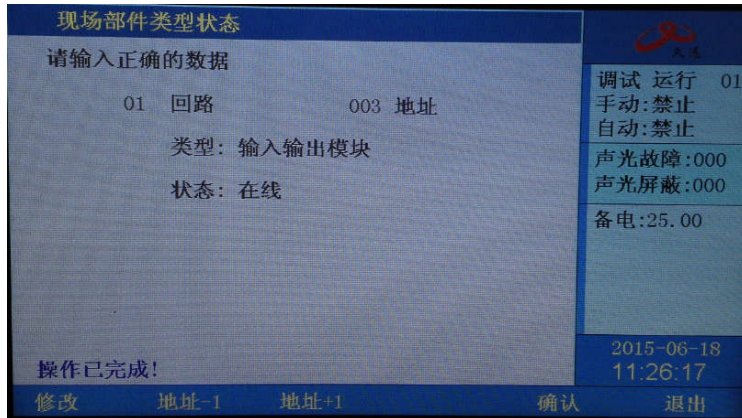 现场部件类型状态
请输入正确的数据
01 回路 003 地址
类型: 输入输出模块
状态: 在线
操作已完成!
修改 地址-1 地址+1 确认 退出
调试 运行 01
手动:禁止
自动:禁止
声光故障:000
声光屏蔽:000
备电:25.00
2015-06-18
11:26:17